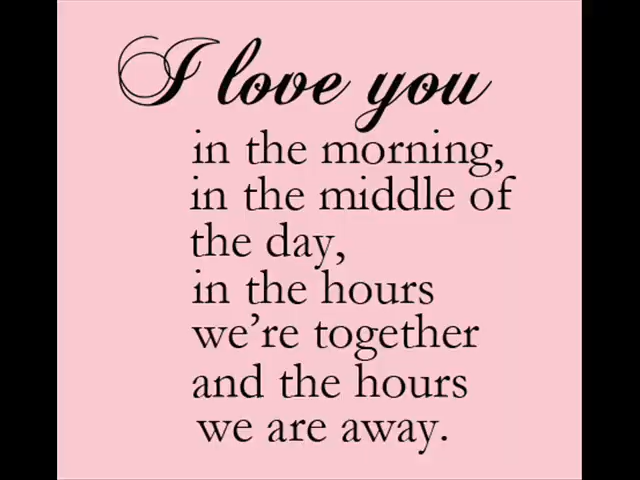 I love you
in the morning,
in the middle of
the day,
in the hours
we’re together
and the hours
we are away.